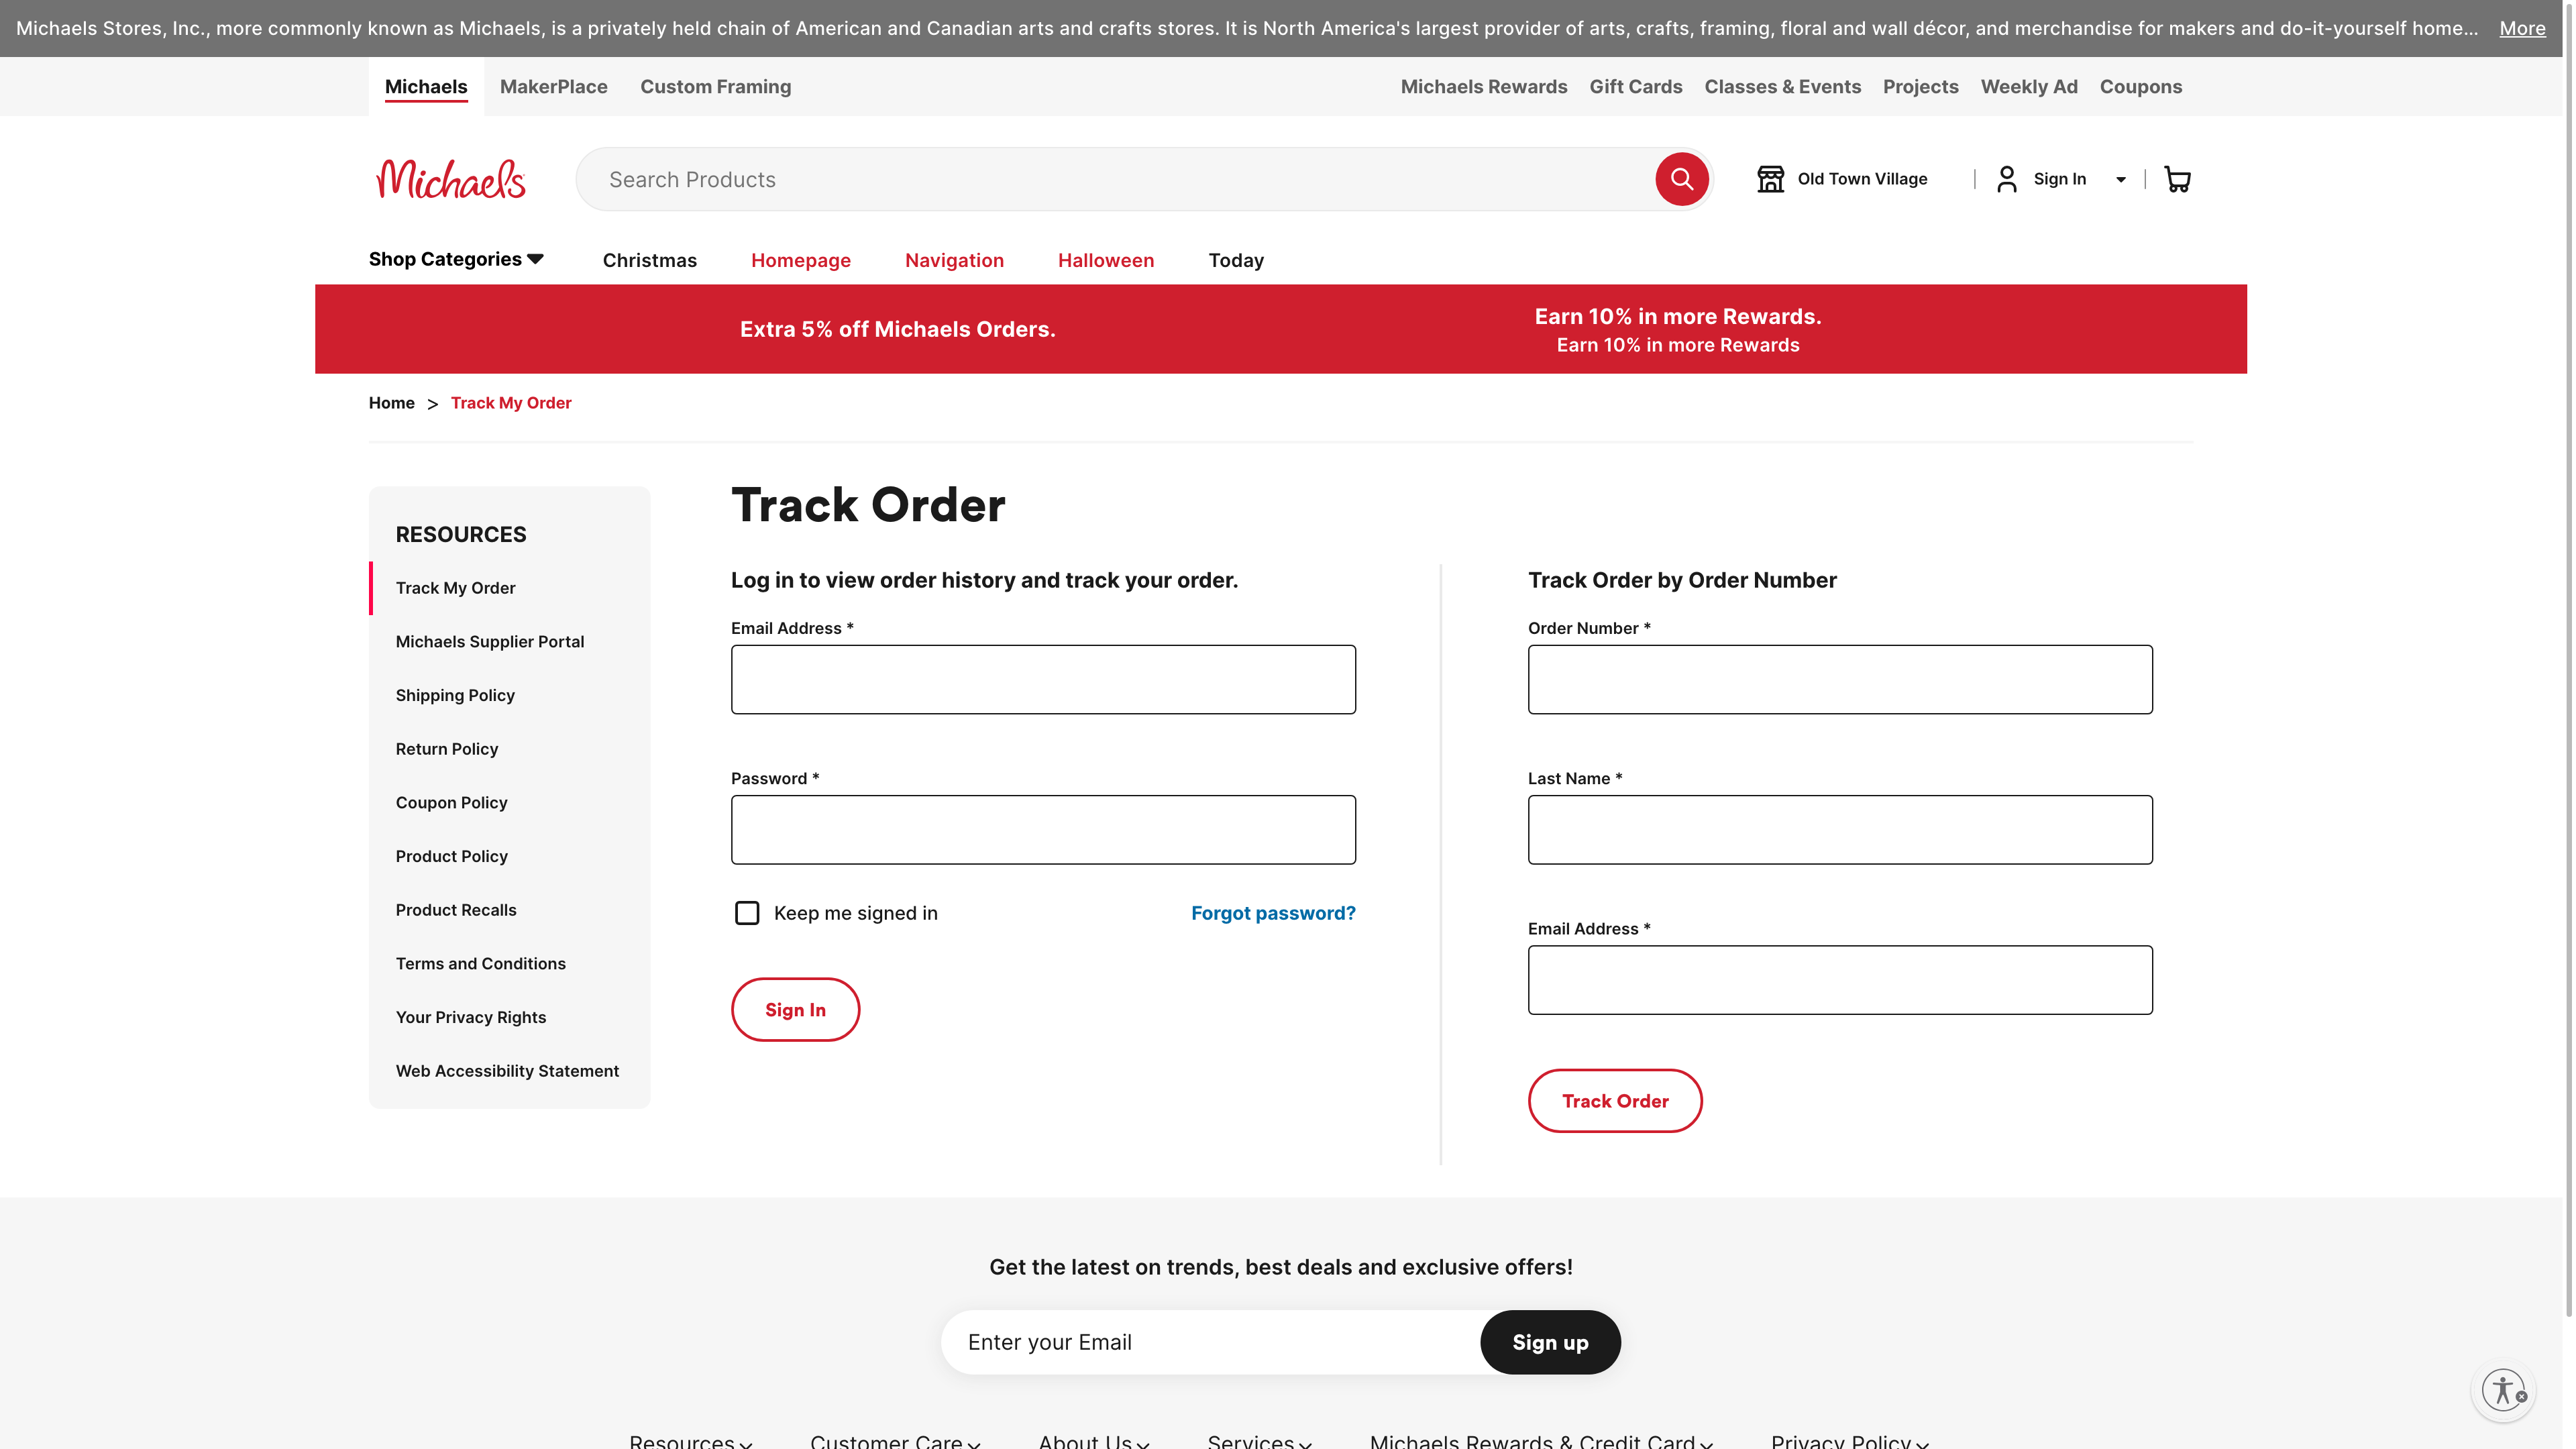 Michaels Stores, Inc., more commonly known as Michaels, is a privately held chain of American and Canadian arts and crafts stores. It is North America's largest provider of arts, crafts, framing, floral and wall décor, and merchandise for makers and do-it-yourself home... More
Michaels MakerPlace Custom Framing Michaels Rewards Gift Cards Classes & Events Projects Weekly Ad Coupons
Michaels Search Products Old Town Village Sign In
Shop Categories Christmas Homepage Navigation Halloween Today
Extra 5% off Michaels Orders.
Earn 10% in more Rewards.
Earn 10% in more Rewards
Home > Track My Order
RESOURCES
Track My Order
Michaels Supplier Portal
Shipping Policy
Return Policy
Coupon Policy
Product Policy
Product Recalls
Terms and Conditions
Your Privacy Rights
Web Accessibility Statement
Track Order
Log in to view order history and track your order.
Email Address *
Password *
Keep me signed in Forgot password?
Sign In
Track Order by Order Number
Order Number *
Last Name *
Email Address *
Track Order
Get the latest on trends, best deals and exclusive offers!
Enter your Email Sign up
Resources Customer Care About Us Services Michaels Rewards & Credit Card Privacy Policy